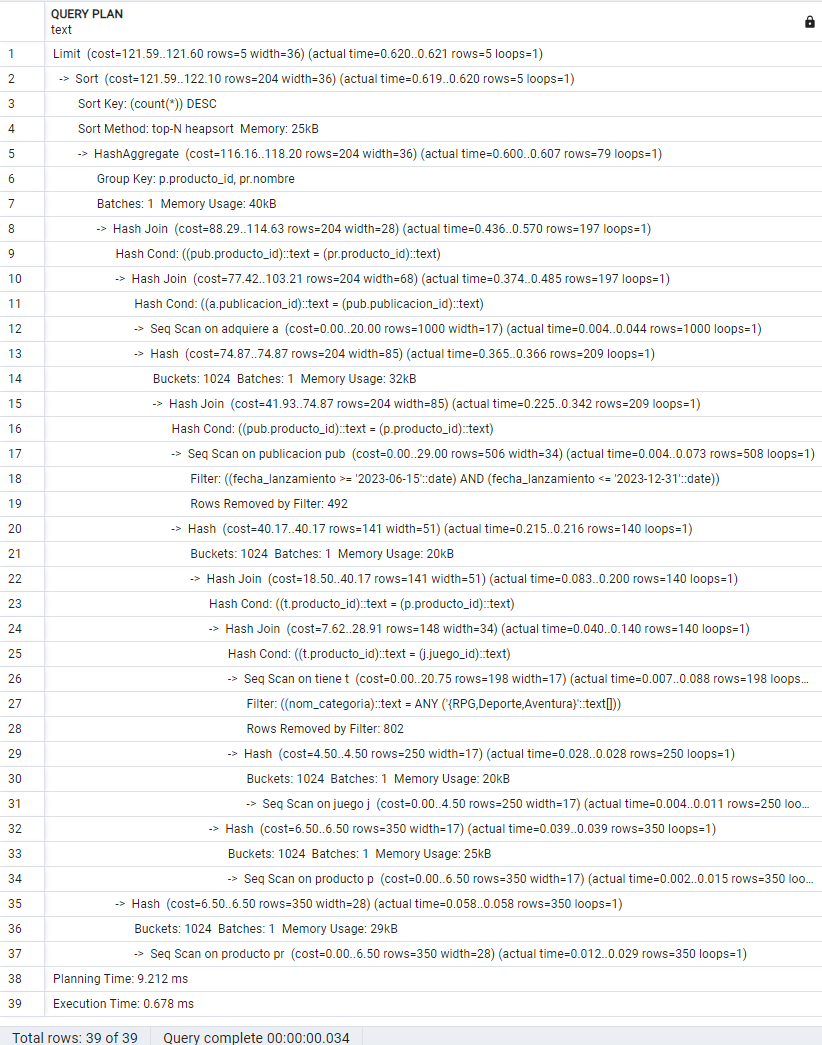 QUERY PLAN
text
1 Limit (cost=121.59..121.60 rows=5 width=36) (actual time=0.620..0.621 rows=5 loops=1)
2 -> Sort (cost=121.59..122.10 rows=204 width=36) (actual time=0.619..0.620 rows=5 loops=1)
3 Sort Key: (count(*)) DESC
4 Sort Method: top-N heapsort Memory: 25kB
5 -> HashAggregate (cost=116.16..118.20 rows=204 width=36) (actual time=0.600..0.607 rows=79 loops=1)
6 Group Key: p.producto_id, pr.nombre
7 Batches: 1 Memory Usage: 40kB
8 -> Hash Join (cost=88.29..114.63 rows=204 width=28) (actual time=0.436..0.570 rows=197 loops=1)
9 Hash Cond: ((pub.producto_id)::text = (pr.producto_id)::text)
10 -> Hash Join (cost=77.42..103.21 rows=204 width=68) (actual time=0.374..0.485 rows=197 loops=1)
11 Hash Cond: ((a.publicacion_id)::text = (pub.publicacion_id)::text)
12 -> Seq Scan on adquiere a (cost=0.00..20.00 rows=1000 width=17) (actual time=0.004..0.044 rows=1000 loops=1)
13 -> Hash (cost=74.87..74.87 rows=204 width=85) (actual time=0.365..0.366 rows=209 loops=1)
14 Buckets: 1024 Batches: 1 Memory Usage: 32kB
15 -> Hash Join (cost=41.93..74.87 rows=204 width=85) (actual time=0.225..0.342 rows=209 loops=1)
16 Hash Cond: ((pub.producto_id)::text = (p.producto_id)::text)
17 -> Seq Scan on publicacion pub (cost=0.00..29.00 rows=506 width=34) (actual time=0.004..0.073 rows=508 loops=1)
18 Filter: ((fecha_lanzamiento >= '2023-06-15'::date) AND (fecha_lanzamiento <= '2023-12-31'::date))
19 Rows Removed by Filter: 492
20 -> Hash (cost=40.17..40.17 rows=141 width=51) (actual time=0.215..0.216 rows=140 loops=1)
21 Buckets: 1024 Batches: 1 Memory Usage: 20kB
22 -> Hash Join (cost=18.50..40.17 rows=141 width=51) (actual time=0.083..0.200 rows=140 loops=1)
23 Hash Cond: ((t.producto_id)::text = (p.producto_id)::text)
24 -> Hash Join (cost=7.62..28.91 rows=148 width=34) (actual time=0.040..0.140 rows=140 loops=1)
25 Hash Cond: ((t.producto_id)::text = (j.juego_id)::text)
26 -> Seq Scan on tiene t (cost=0.00..20.75 rows=198 width=17) (actual time=0.007..0.088 rows=198 loops...
27 Filter: ((nom_categoria)::text = ANY ('{RPG,Deporte,Aventura}'::text[]))
28 Rows Removed by Filter: 802
29 -> Hash (cost=4.50..4.50 rows=250 width=17) (actual time=0.028..0.028 rows=250 loops=1)
30 Buckets: 1024 Batches: 1 Memory Usage: 20kB
31 -> Seq Scan on juego j (cost=0.00..4.50 rows=250 width=17) (actual time=0.004..0.011 rows=250 loo...
32 -> Hash (cost=6.50..6.50 rows=350 width=17) (actual time=0.039..0.039 rows=350 loops=1)
33 Buckets: 1024 Batches: 1 Memory Usage: 25kB
34 -> Seq Scan on producto p (cost=0.00..6.50 rows=350 width=17) (actual time=0.002..0.015 rows=350 loo...
35 -> Hash (cost=6.50..6.50 rows=350 width=28) (actual time=0.058..0.058 rows=350 loops=1)
36 Buckets: 1024 Batches: 1 Memory Usage: 29kB
37 -> Seq Scan on producto pr (cost=0.00..6.50 rows=350 width=28) (actual time=0.012..0.029 rows=350 loops=1)
38 Planning Time: 9.212 ms
39 Execution Time: 0.678 ms
Total rows: 39 of 39 Query complete 00:00:00.034